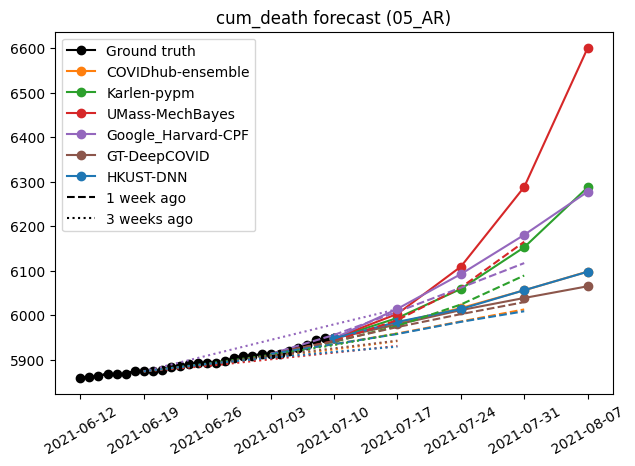 cum_death forecast (05_AR)
Ground truth
COVIDhub-ensemble
Karlen-pypm
UMass-MechBayes
Google_Harvard-CPF
GT-DeepCOVID
HKUST-DNN
1 week ago
3 weeks ago
6600
6500
6400
6300
6200
6100
6000
5900
2021-06-12
2021-06-19
2021-06-26
2021-07-03
2021-07-10
2021-07-17
2021-07-24
2021-07-31
2021-08-07